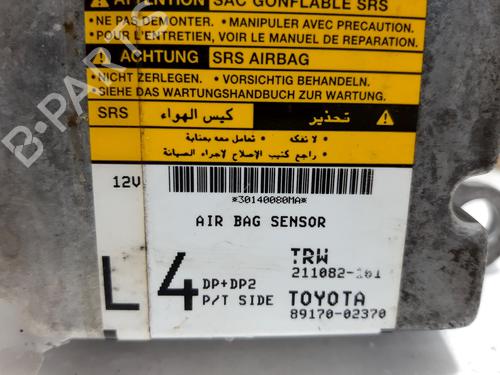 ATTENTION SAC GONFLABLE SRS
•NE PAS DEMONTER. •MANIPULER AVEC PRECAUTION.
•POUR L'ENTRETIEN, VOIR LE MANUEL DE REPARATION.
ACHTUNG SRS AIRBAG
•NICHT ZERLEGEN. •VORSICHTIG BEHANDELN.
•SIEHE DAS WARTUNGSHANDBUCH ZUR WARTUNG.
SRS كيس الهواء تحذير
• لا تفكه • تعامل معه بعناية
• راجع كتيب الإصلاح لاجراء الصيانة
12V
*30140080MA*
AIR BAG SENSOR
L 4 DP+DP2
P/T SIDE
TRW
211082-101
TOYOTA
89170-02370
B-PARTS